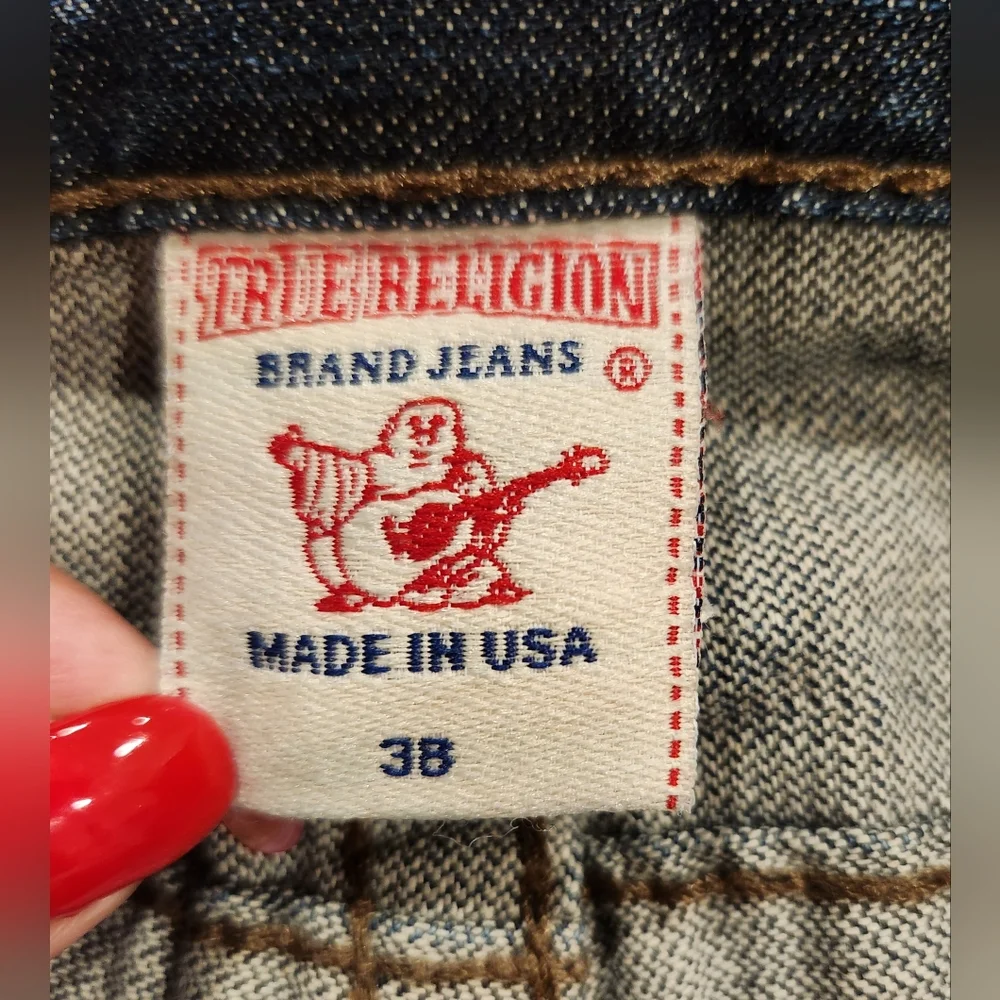 TRUE RELIGION
BRAND JEANS ®
MADE IN USA
38